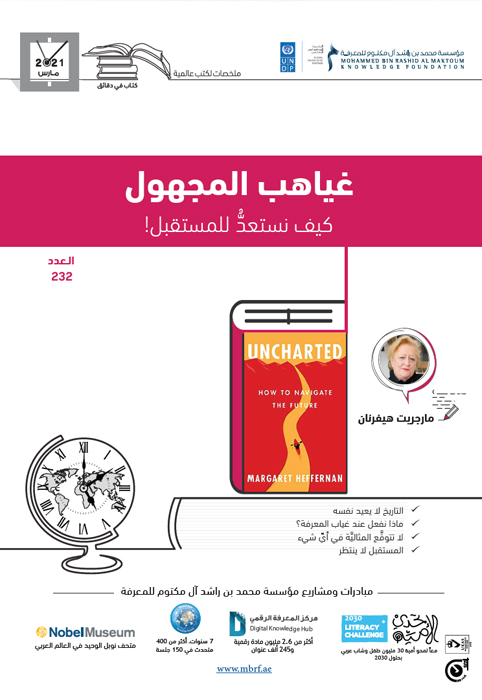 مؤسسة محمد بن راشد آل مكتوم للمعرفة
MOHAMMED BIN RASHID AL MAKTOUM
KNOWLEDGE FOUNDATION
U N
D P
ملخصات لكتب عالمية
كتاب في دقائق
2021
مارس
غياهب المجهول
كيف نستعدُّ للمستقبل!
العدد
232
UNCHARTED
HOW TO NAVIGATE
THE FUTURE
MARGARET HEFFERNAN
مارجريت هيفرنان
التاريخ لا يعيد نفسه
ماذا نفعل عند غياب المعرفة؟
لا تتوقَّع المثاليَّة في أيِّ شيء
المستقبل لا ينتظر
مبادرات ومشاريع مؤسسة محمد بن راشد آل مكتوم للمعرفة
2030
LITERACY
CHALLENGE
معاً لمحو أمية 30 مليون طفل وشاب عربي
بحلول 2030
مركز المعرفة الرقمي
Digital Knowledge Hub
أكثر من 2.6 مليون مادة رقمية
و245 ألف عنوان
7 سنوات، أكثر من 400
متحدث في 150 جلسة
NobelMuseum
متحف نوبل الوحيد في العالم العربي
www.mbrf.ae